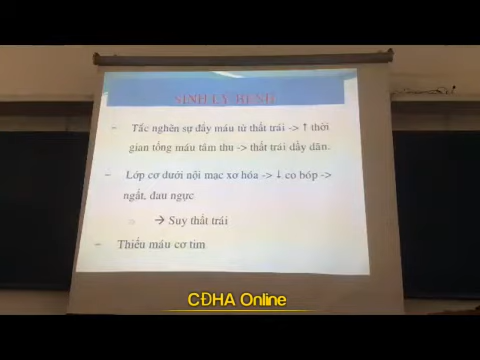 SINH LÝ BỆNH
– Tắc nghẽn sự đẩy máu từ thất trái -> ↑ thời
gian tống máu tâm thu -> thất trái dầy dãn.
– Lớp cơ dưới nội mạc xơ hóa -> ↓ co bóp ->
ngất, đau ngực
→ Suy thất trái
– Thiếu máu cơ tim
CĐHA Online